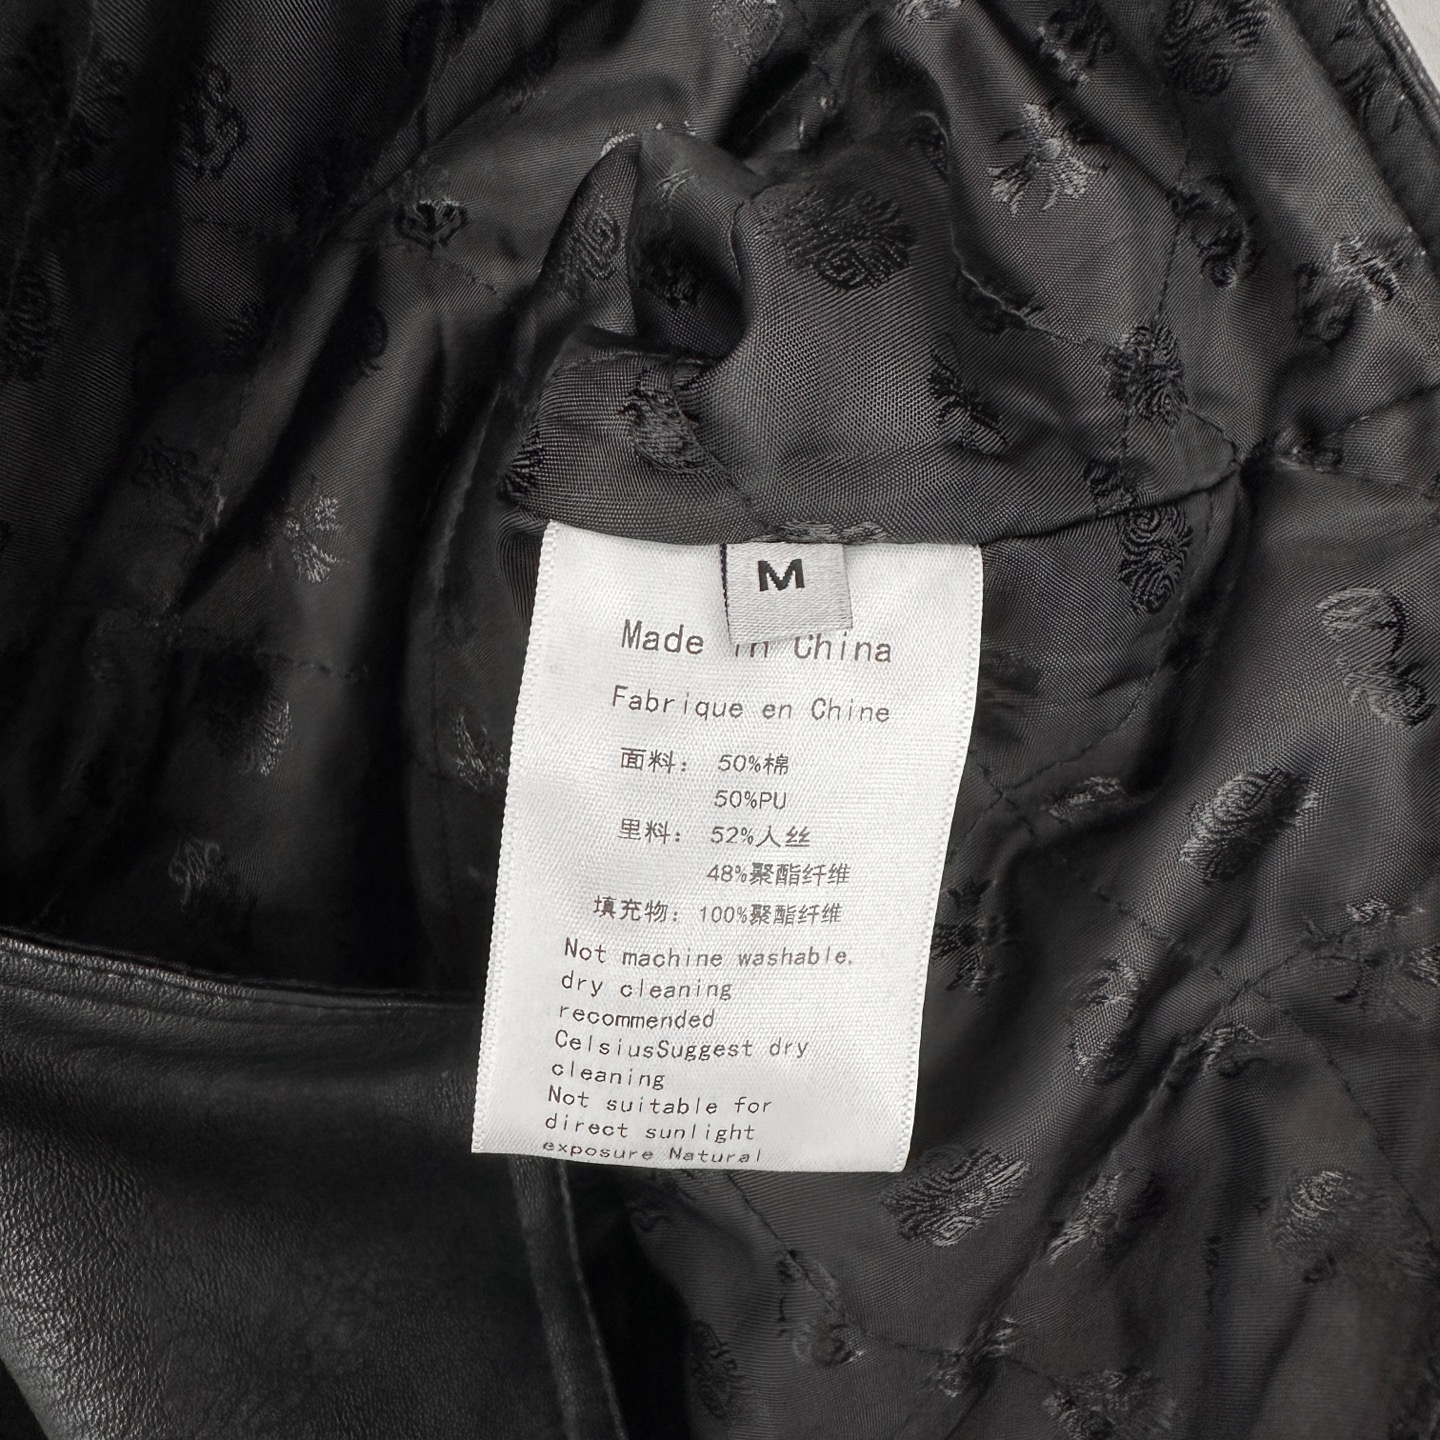 M
Made in China
Fabrique en Chine
面料： 50%棉
50%PU
里料： 52%人丝
48%聚酯纤维
填充物：100%聚酯纤维
Not machine washable.
dry cleaning
recommended
CelsiusSuggest dry
cleaning
Not suitable for
direct sunlight
exposure Natural